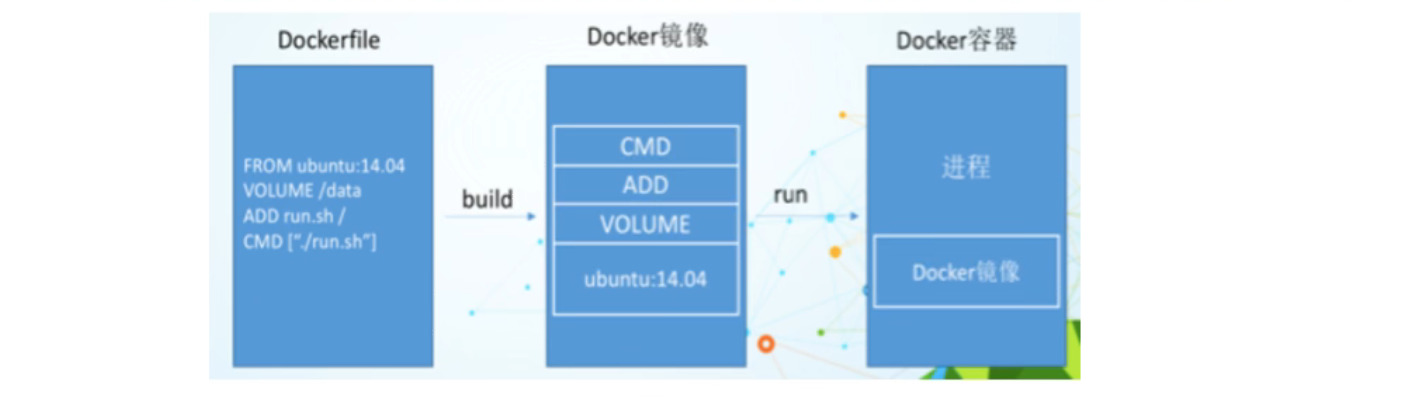 Dockerfile
FROM ubuntu:14.04
VOLUME /data
ADD run.sh /
CMD [“./run.sh”]
build
Docker镜像
CMD
ADD
VOLUME
ubuntu:14.04
run
Docker容器
进程
Docker镜像